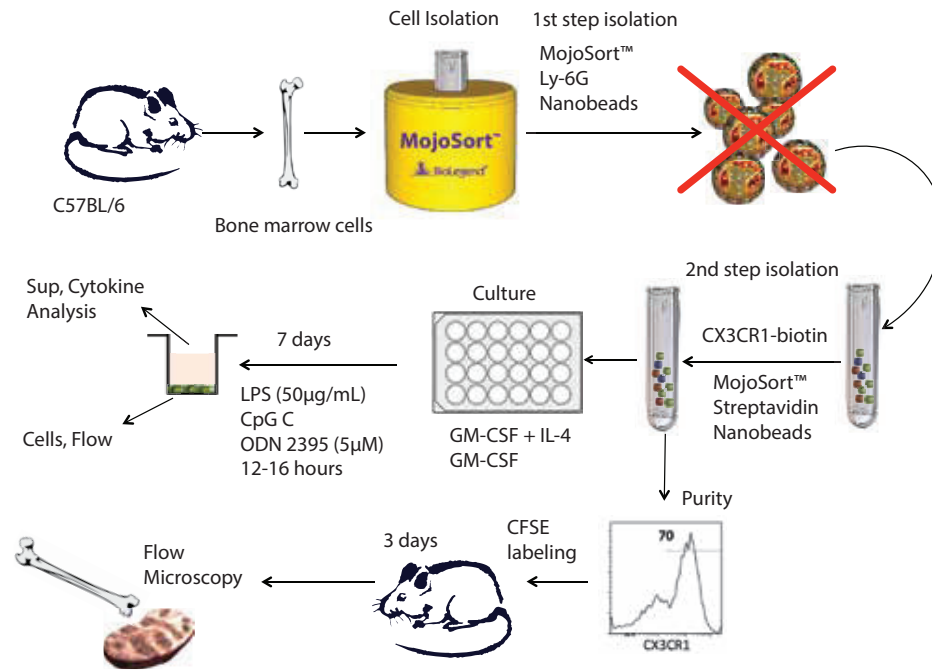 Cell Isolation
1st step isolation
MojoSort™
Ly-6G
Nanobeads
MojoSort™
BioLegend®
C57BL/6
Bone marrow cells
2nd step isolation
CX3CR1-biotin
MojoSort™
Streptavidin
Nanobeads
Culture
GM-CSF + IL-4
GM-CSF
7 days
LPS (50µg/mL)
CpG C
ODN 2395 (5µM)
12-16 hours
Sup, Cytokine
Analysis
Cells, Flow
Purity
70
CX3CR1
CFSE
labeling
3 days
Flow
Microscopy